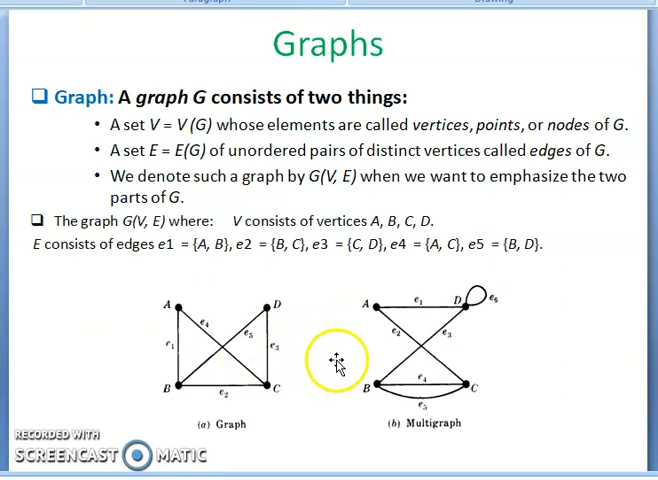 Graphs
Graph: A graph G consists of two things:
• A set V = V (G) whose elements are called vertices, points, or nodes of G.
• A set E = E(G) of unordered pairs of distinct vertices called edges of G.
• We denote such a graph by G(V, E) when we want to emphasize the two
parts of G.
The graph G(V, E) where: V consists of vertices A, B, C, D.
E consists of edges e1 = {A, B}, e2 = {B, C}, e3 = {C, D}, e4 = {A, C}, e5 = {B, D}.
A D A e1 D e6
e4 e5 e2 e3
e1 e3
e4
B e2 C B C
e5
(a) Graph (b) Multigraph
RECORDED WITH
SCREENCAST MATIC